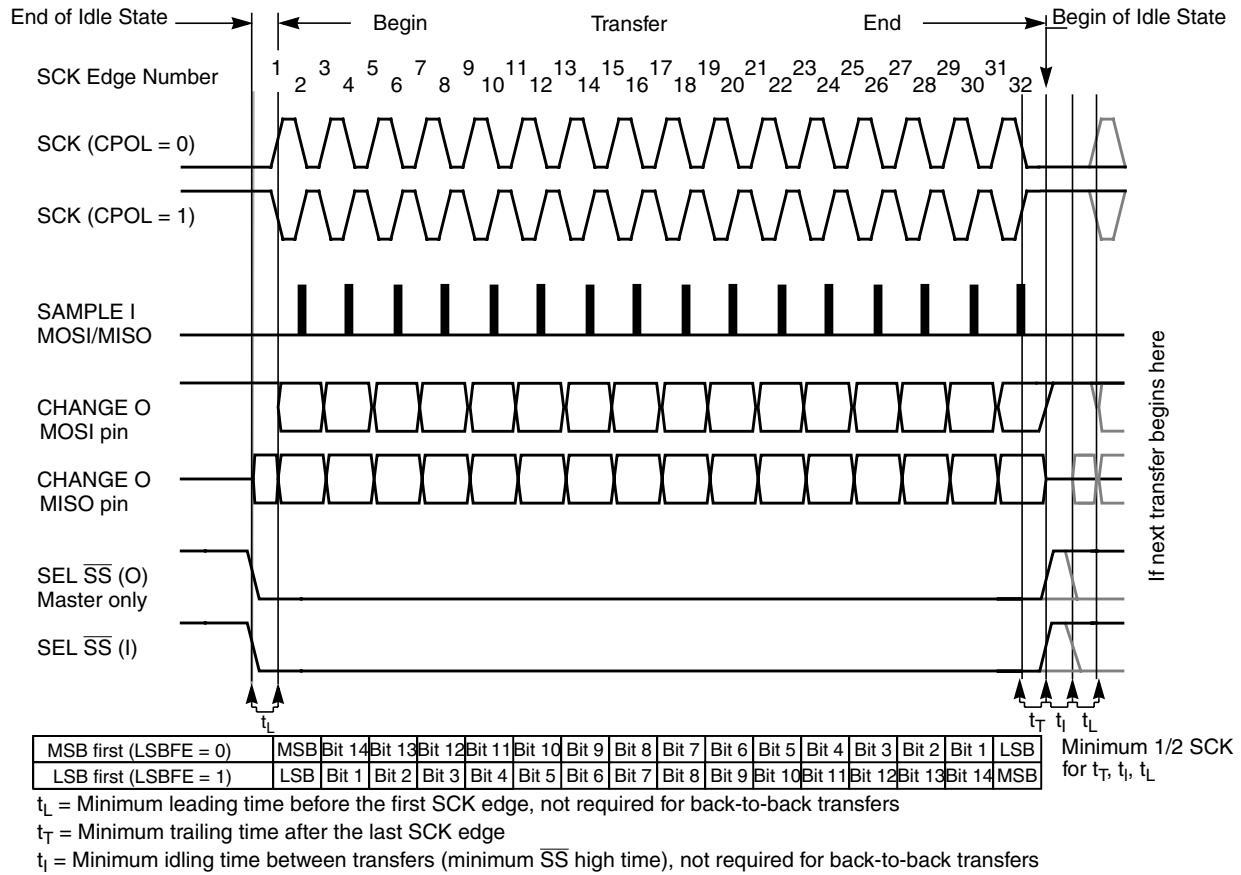 End of Idle State
Begin
Transfer
End
Begin of Idle State
SCK Edge Number
1 3 5 7 9 11 13 15 17 19 21 23 25 27 29 31
2 4 6 8 10 12 14 16 18 20 22 24 26 28 30 32
SCK (CPOL = 0)
SCK (CPOL = 1)
SAMPLE I
MOSI/MISO
CHANGE O
MOSI pin
CHANGE O
MISO pin
SEL SS (O)
Master only
SEL SS (I)
If next transfer begins here
tL
tT tI tL
MSB first (LSBFE = 0) MSB Bit 14 Bit 13 Bit 12 Bit 11 Bit 10 Bit 9 Bit 8 Bit 7 Bit 6 Bit 5 Bit 4 Bit 3 Bit 2 Bit 1 LSB
LSB first (LSBFE = 1) LSB Bit 1 Bit 2 Bit 3 Bit 4 Bit 5 Bit 6 Bit 7 Bit 8 Bit 9 Bit 10 Bit 11 Bit 12 Bit 13 Bit 14 MSB
Minimum 1/2 SCK
for tT, tI, tL
tL = Minimum leading time before the first SCK edge, not required for back-to-back transfers
tT = Minimum trailing time after the last SCK edge
tI = Minimum idling time between transfers (minimum SS high time), not required for back-to-back transfers